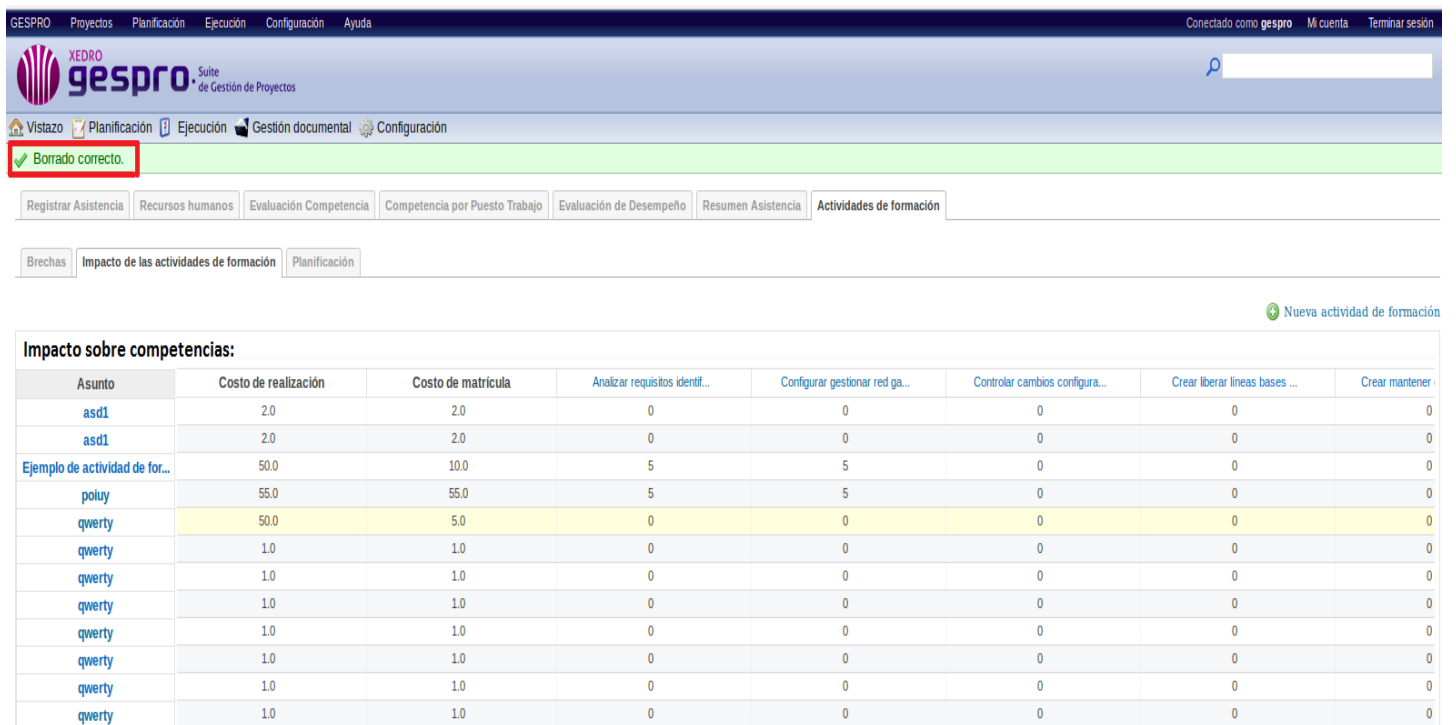 GESPRO Proyectos Planificación Ejecución Configuración Ayuda Conectado como gespro Mi cuenta Terminar sesión
XEDRO
gespro. Suite
de Gestión de Proyectos
Vistazo Planificación Ejecución Gestión documental Configuración
Borrado correcto.
Registrar Asistencia Recursos humanos Evaluación Competencia Competencia por Puesto Trabajo Evaluación de Desempeño Resumen Asistencia Actividades de formación
Brechas Impacto de las actividades de formación Planificación
Nueva actividad de formación
Impacto sobre competencias:
Asunto Costo de realización Costo de matrícula Analizar requisitos identif... Configurar gestionar red ga... Controlar cambios configura... Crear liberar líneas bases ... Crear mantener
asd1 2.0 2.0 0 0 0 0 0
asd1 2.0 2.0 0 0 0 0 0
Ejemplo de actividad de for... 50.0 10.0 5 5 0 0 0
poiuy 55.0 55.0 5 5 0 0 0
qwerty 50.0 5.0 0 0 0 0 0
qwerty 1.0 1.0 0 0 0 0 0
qwerty 1.0 1.0 0 0 0 0 0
qwerty 1.0 1.0 0 0 0 0 0
qwerty 1.0 1.0 0 0 0 0 0
qwerty 1.0 1.0 0 0 0 0 0
qwerty 1.0 1.0 0 0 0 0 0
qwerty 1.0 1.0 0 0 0 0 0